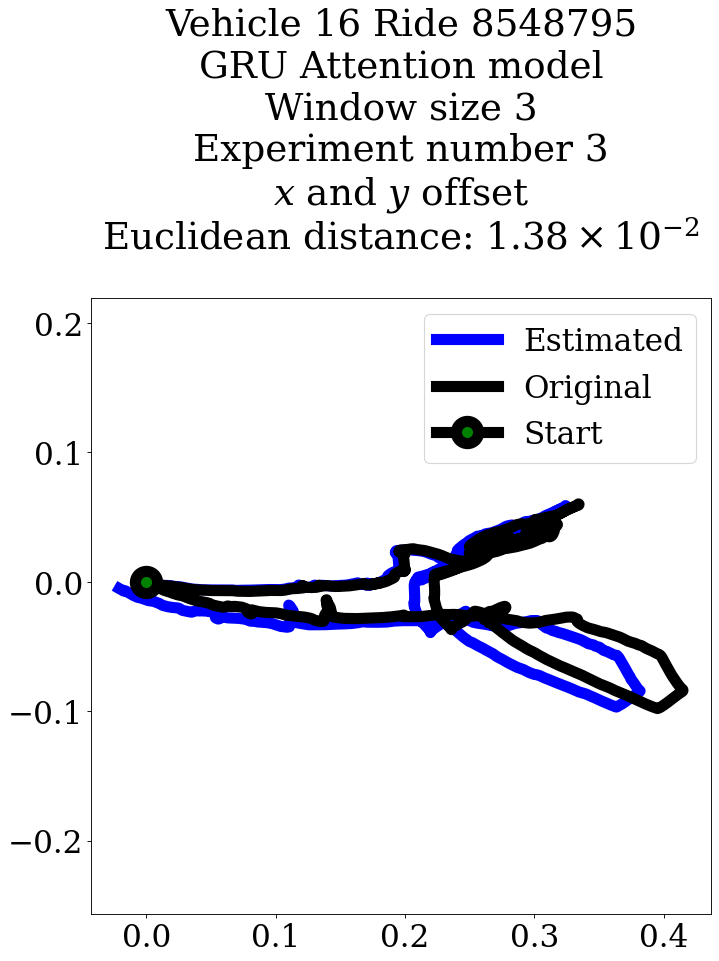 Vehicle 16 Ride 8548795
GRU Attention model
Window size 3
Experiment number 3
x and y offset
Euclidean distance: 1.38 × 10⁻²
Estimated
Original
Start
0.2
0.1
0.0
−0.1
−0.2
0.0 0.1 0.2 0.3 0.4